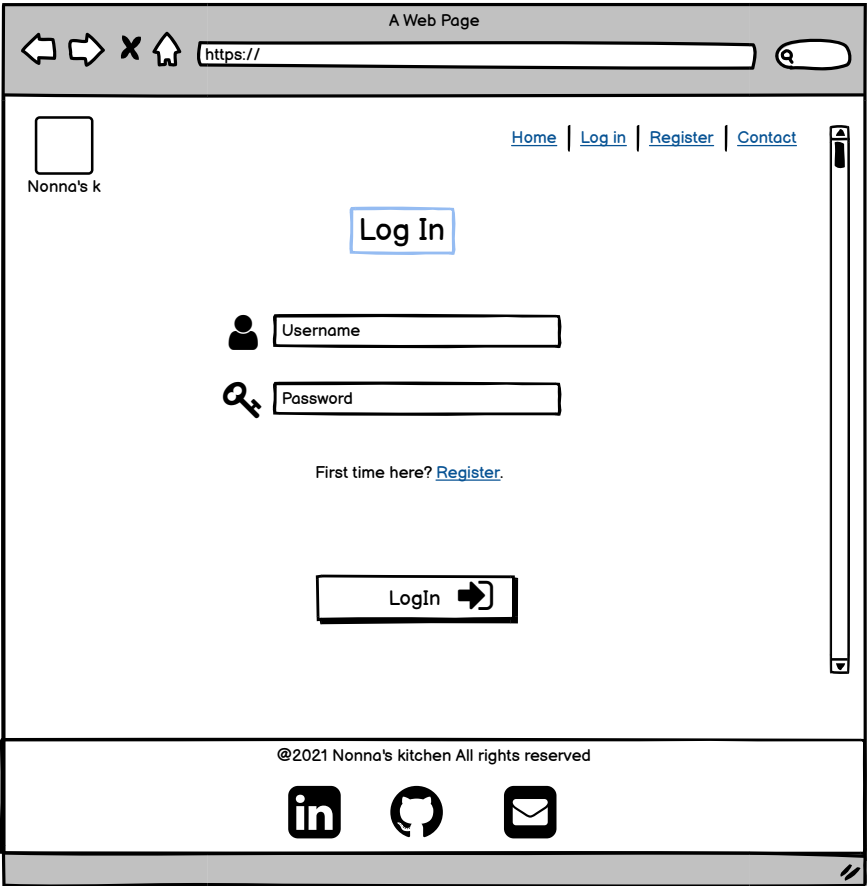 A Web Page
https://
Home | Log in | Register | Contact
Nonna's k
Log In
Username
Password
First time here? Register.
LogIn
@2021 Nonna's kitchen All rights reserved
in